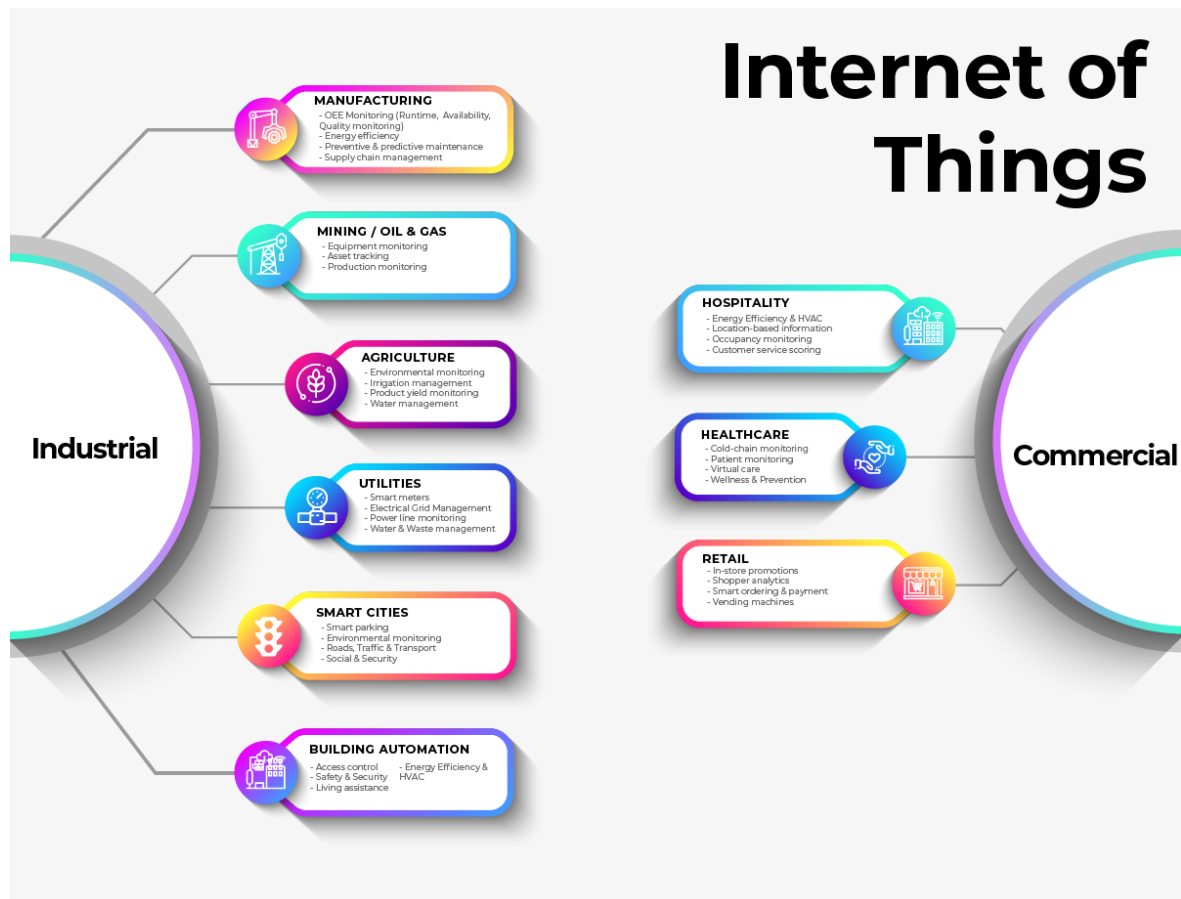 Internet of
Things
Industrial
MANUFACTURING
- OEE Monitoring (Runtime, Availability,
Quality monitoring)
- Energy efficiency
- Preventive & predictive maintenance
- Supply chain management
MINING / OIL & GAS
- Equipment monitoring
- Asset tracking
- Production monitoring
AGRICULTURE
- Environmental monitoring
- Irrigation management
- Product yield monitoring
- Water management
UTILITIES
- Smart meters
- Electrical Grid Management
- Power line monitoring
- Water & Waste management
SMART CITIES
- Smart parking
- Environmental monitoring
- Roads, Traffic & Transport
- Social & Security
BUILDING AUTOMATION
- Access control
- Safety & Security
- Living assistance
- Energy Efficiency &
HVAC
Commercial
HOSPITALITY
- Energy Efficiency & HVAC
- Location-based information
- Occupancy monitoring
- Customer service scoring
HEALTHCARE
- Cold-chain monitoring
- Patient monitoring
- Virtual care
- Wellness & Prevention
RETAIL
- In-store promotions
- Shopper analytics
- Smart ordering & payment
- Vending machines